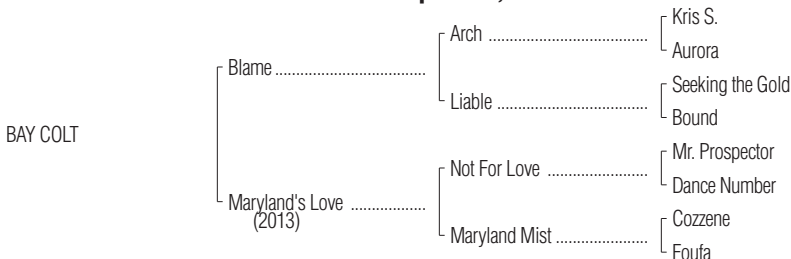 Kris S.
Arch ......................................
Aurora
Blame ....................................
Seeking the Gold
Liable ....................................
Bound
BAY COLT
Mr. Prospector
Not For Love ........................
Dance Number
Maryland's Love ..................
(2013)
Cozzene
Maryland Mist ......................
Foufa